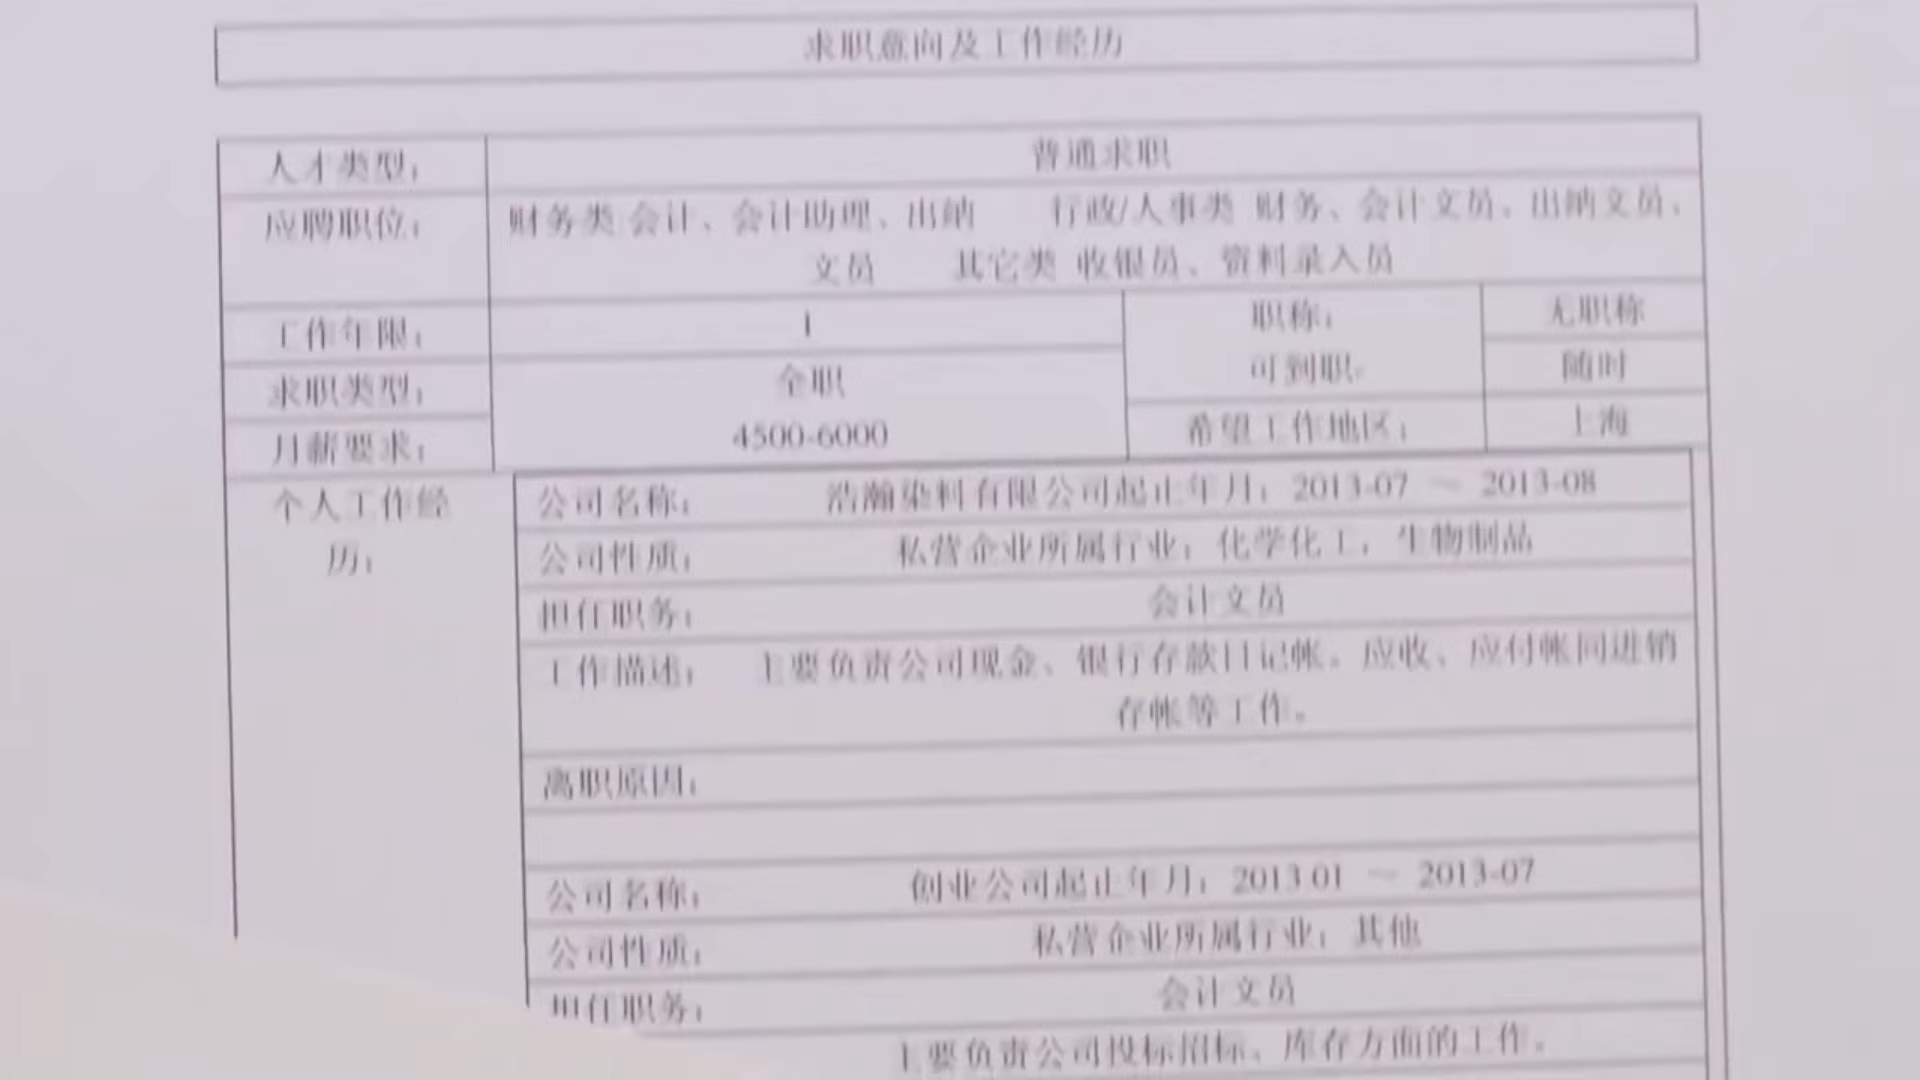 求职意向及工作经历
人才类型： 普通求职
应聘职位： 财务类 会计、会计助理、出纳 行政/人事类 财务、会计文员、出纳文员、
文员 其它类 收银员、资料录入员
工作年限： 1 职称： 无职称
求职类型： 全职 可到职： 随时
月薪要求： 4500-6000 希望工作地区： 上海
个人工作经
历：
公司名称： 浩瀚染料有限公司起止年月：2013-07 ～ 2013-08
公司性质： 私营企业所属行业：化学化工，生物制品
担任职务： 会计文员
工作描述： 主要负责公司现金、银行存款日记帐。应收、应付帐同进销
存帐等工作。
离职原因：
公司名称： 创业公司起止年月：2013-01 ～ 2013-07
公司性质： 私营企业所属行业：其他
担任职务： 会计文员
主要负责公司投标招标、库存方面的工作。